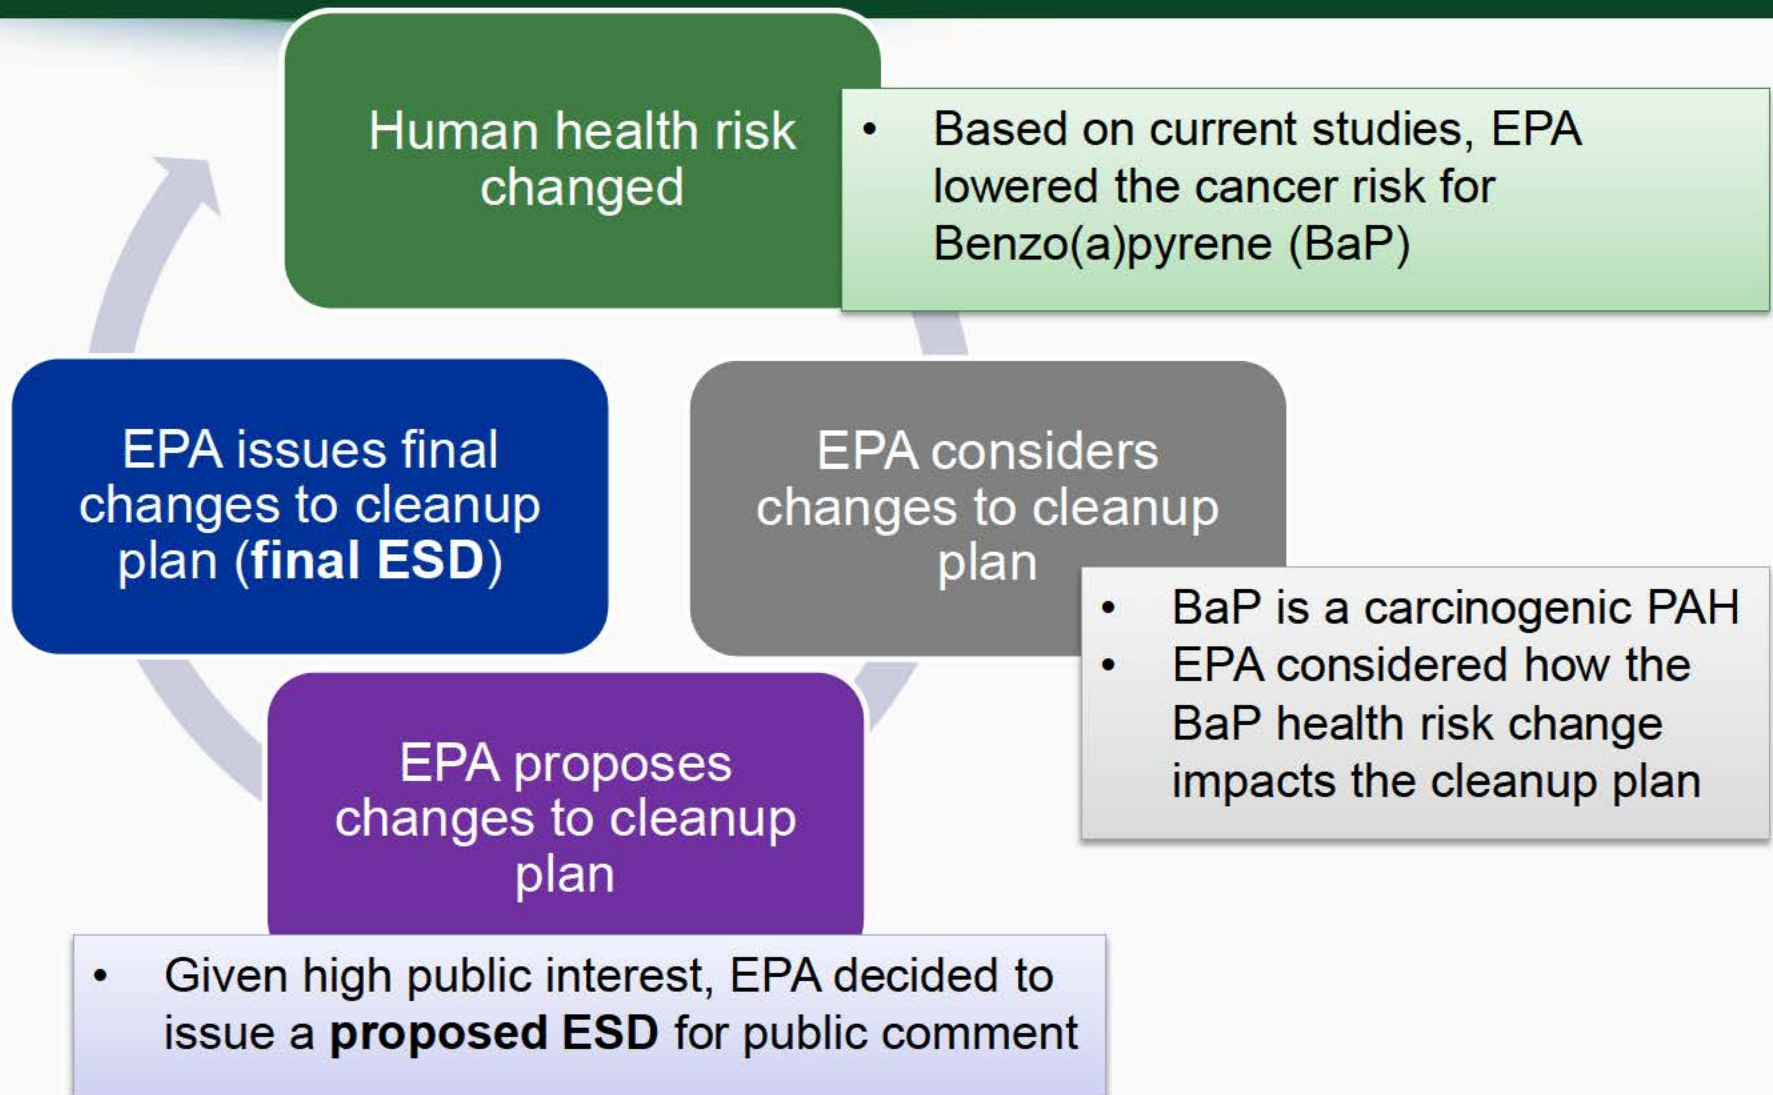 Human health risk
changed
• Based on current studies, EPA
lowered the cancer risk for
Benzo(a)pyrene (BaP)
EPA considers
changes to cleanup
plan
• BaP is a carcinogenic PAH
• EPA considered how the
BaP health risk change
impacts the cleanup plan
EPA proposes
changes to cleanup
plan
• Given high public interest, EPA decided to
issue a proposed ESD for public comment
EPA issues final
changes to cleanup
plan (final ESD)